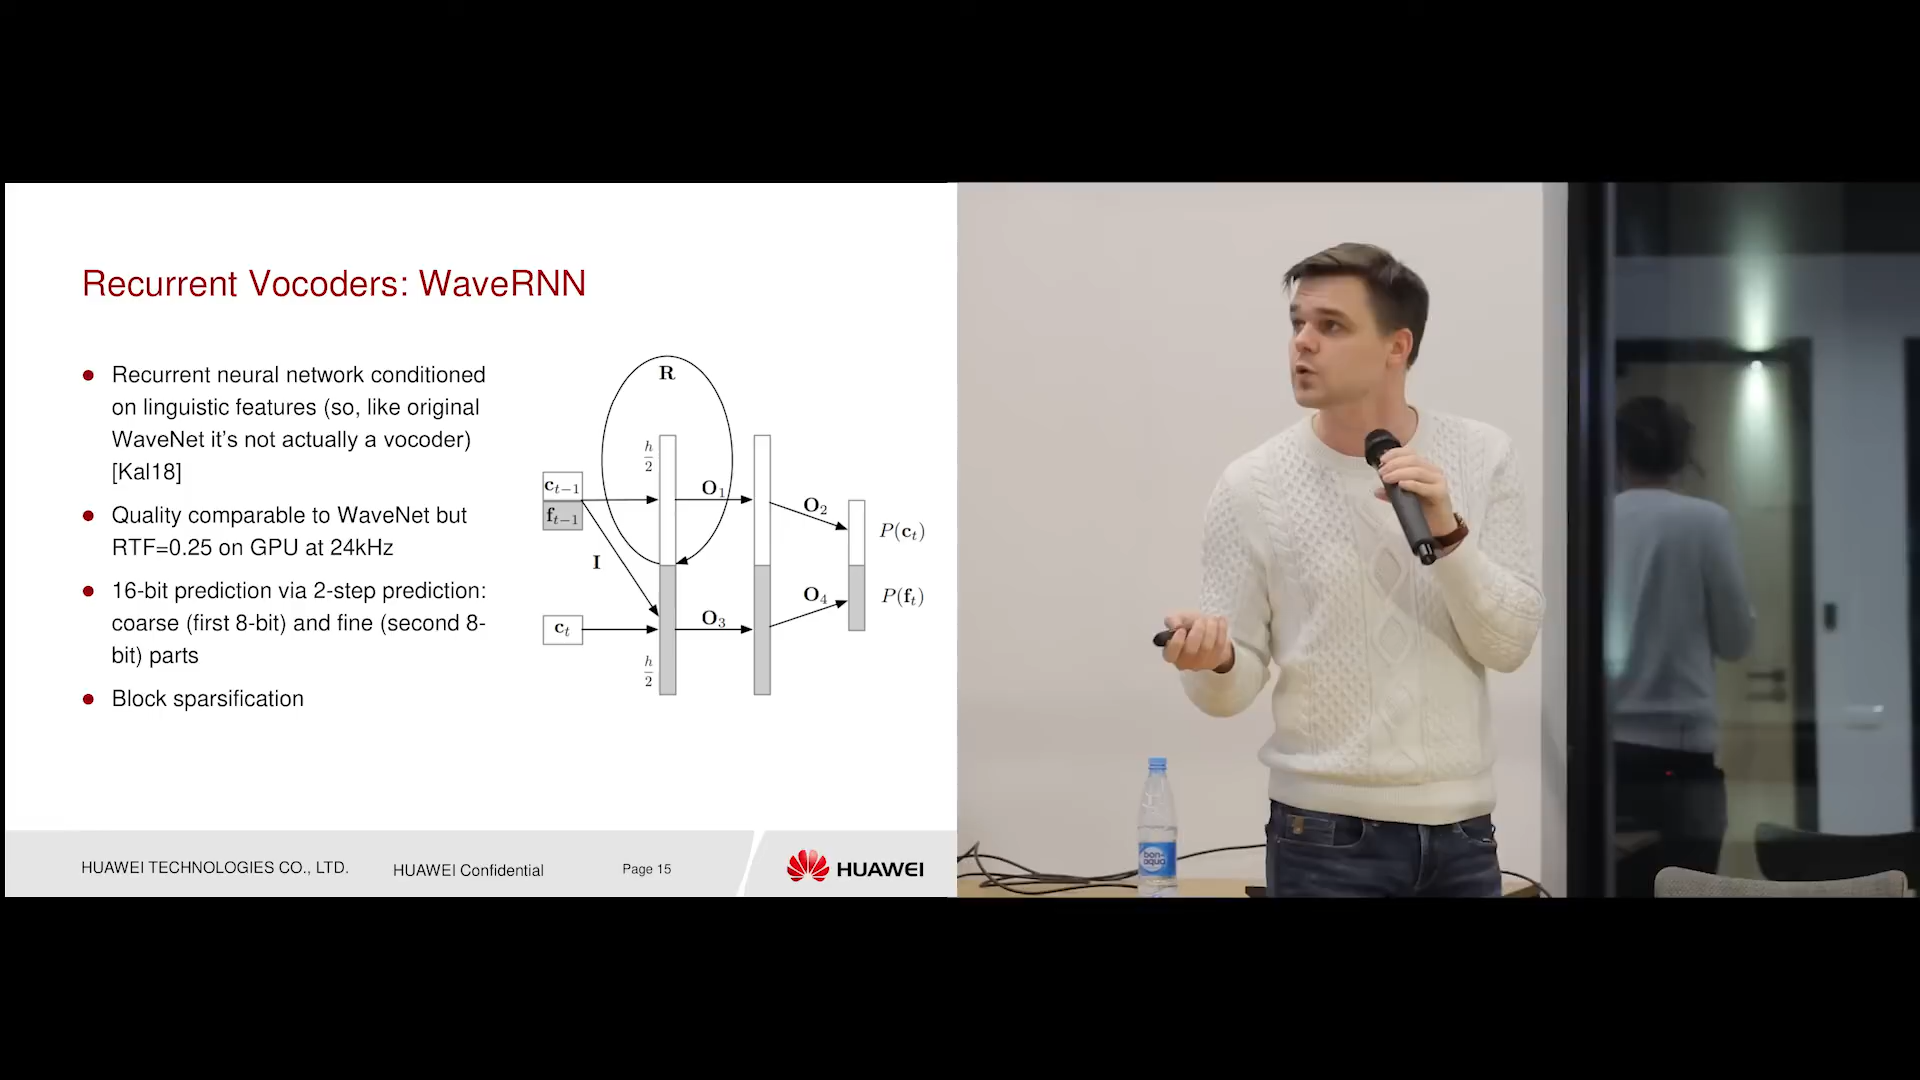 Recurrent Vocoders: WaveRNN
Recurrent neural network conditioned
on linguistic features (so, like original
WaveNet it's not actually a vocoder)
[Kal18]
Quality comparable to WaveNet but
RTF=0.25 on GPU at 24kHz
16-bit prediction via 2-step prediction:
coarse (first 8-bit) and fine (second 8-
bit) parts
Block sparsification
R
h/2
c_{t−1}
f_{t−1}
O_1
O_2
P(c_t)
I
O_4
P(f_t)
c_t
O_3
h/2
HUAWEI TECHNOLOGIES CO., LTD.
HUAWEI Confidential
Page 15
HUAWEI
bon-
aqua